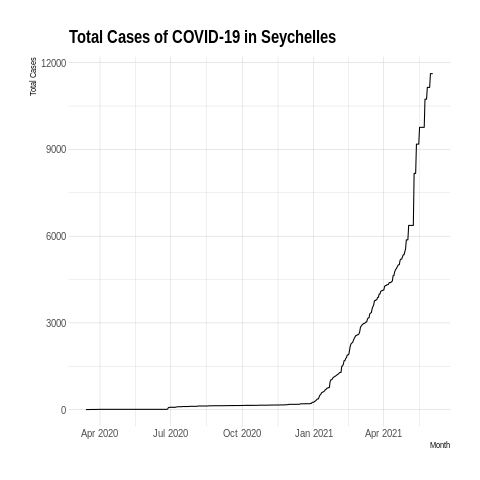 Total Cases of COVID-19 in Seychelles
Total Cases
12000
9000
6000
3000
0
Apr 2020 Jul 2020 Oct 2020 Jan 2021 Apr 2021
Month